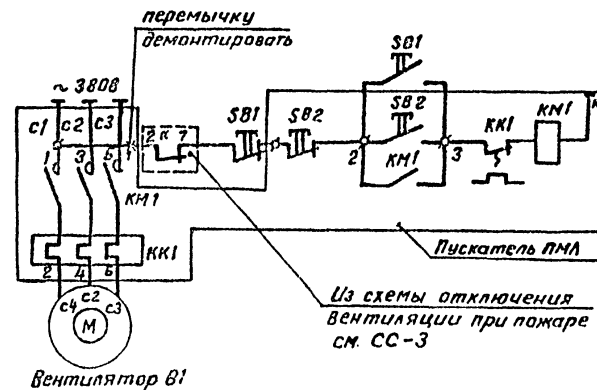 перемычку
демонтировать
~ 380В
С1 С2 С3
2 К 7
SB1
SB2
SB1
SB2
КМ1
2
3
КК1
КМ1
1 3 5
КМ1
КК1
2 4 6
С4 С2 С3
М
Вентилятор В1
Пускатель ПМЛ
Из схемы отключения
вентиляции при пожаре
см. СС-3